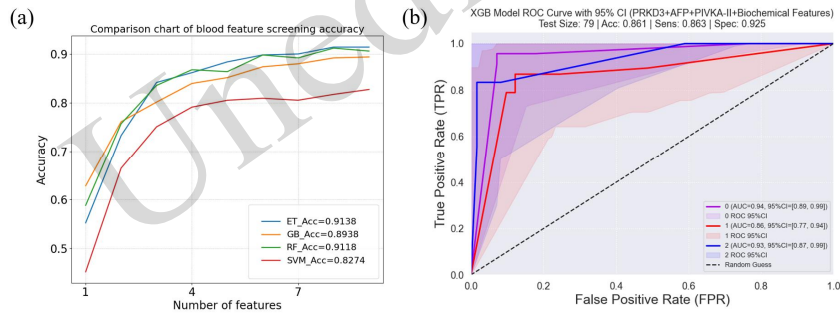 (a)
Comparison chart of blood feature screening accuracy
0.9
0.8
0.7
0.6
0.5
Accuracy
ET_Acc=0.9138
GB_Acc=0.8938
RF_Acc=0.9118
SVM_Acc=0.8274
1
4
7
Number of features
(b)
XGB Model ROC Curve with 95% CI (PRKD3+AFP+PIVKA-II+Biochemical Features)
Test Size: 79 | Acc: 0.861 | Sens: 0.863 | Spec: 0.925
1.0
0.8
0.6
0.4
0.2
0.0
True Positive Rate (TPR)
0 (AUC=0.94, 95%CI=[0.89, 0.99])
0 ROC 95%CI
1 (AUC=0.86, 95%CI=[0.77, 0.94])
1 ROC 95%CI
2 (AUC=0.93, 95%CI=[0.87, 0.99])
2 ROC 95%CI
Random Guess
0.0
0.2
0.4
0.6
0.8
1.0
False Positive Rate (FPR)